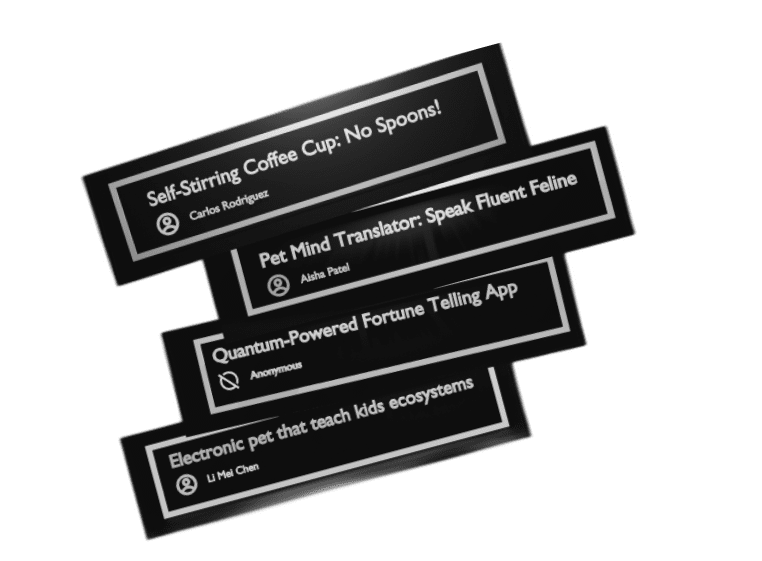 Self-Stirring Coffee Cup: No Spoons!
Carlos Rodriguez
Pet Mind Translator: Speak Fluent Feline
Aisha Patel
Quantum-Powered Fortune Telling App
Anonymous
Electronic pet that teach kids ecosystems
Li Mei Chen